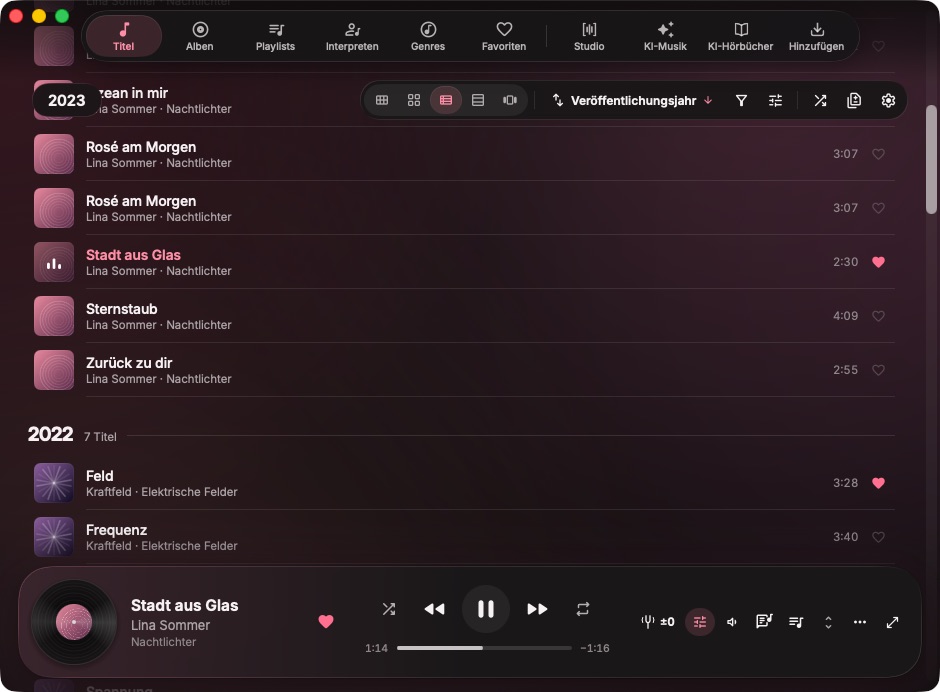 Titel
Alben
Playlists
Interpreten
Genres
Favoriten
Studio
KI-Musik
KI-Hörbücher
Hinzufügen
2023
Veröffentlichungsjahr
zean in mir
Lina Sommer · Nachtlichter
Rosé am Morgen
Lina Sommer · Nachtlichter
3:07
Rosé am Morgen
Lina Sommer · Nachtlichter
3:07
Stadt aus Glas
Lina Sommer · Nachtlichter
2:30
Sternstaub
Lina Sommer · Nachtlichter
4:09
Zurück zu dir
Lina Sommer · Nachtlichter
2:55
2022 7 Titel
Feld
Kraftfeld · Elektrische Felder
3:28
Frequenz
Kraftfeld · Elektrische Felder
3:40
Stadt aus Glas
Lina Sommer
Nachtlichter
1:14
−1:16
±0
Spannung